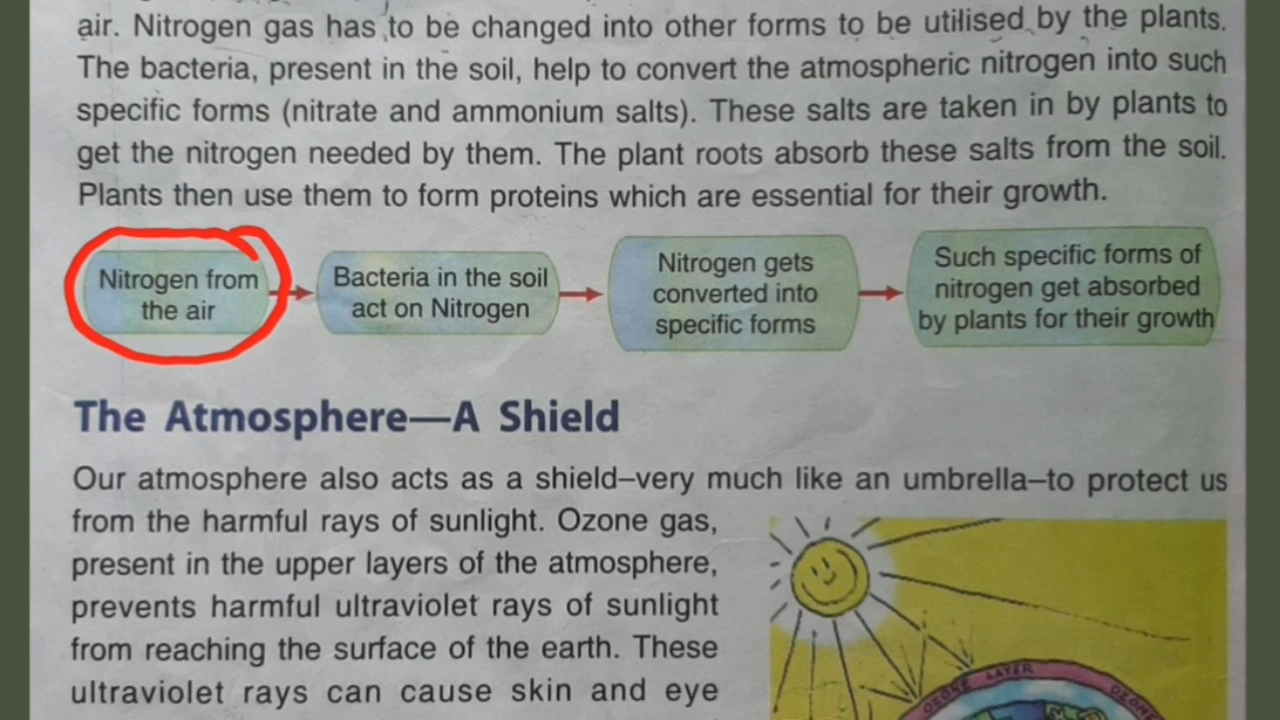 air. Nitrogen gas has to be changed into other forms to be utilised by the plants.
The bacteria, present in the soil, help to convert the atmospheric nitrogen into such
specific forms (nitrate and ammonium salts). These salts are taken in by plants to
get the nitrogen needed by them. The plant roots absorb these salts from the soil.
Plants then use them to form proteins which are essential for their growth.
Nitrogen from
the air
Bacteria in the soil
act on Nitrogen
Nitrogen gets
converted into
specific forms
Such specific forms of
nitrogen get absorbed
by plants for their growth
The Atmosphere—A Shield
Our atmosphere also acts as a shield–very much like an umbrella–to protect us
from the harmful rays of sunlight. Ozone gas,
present in the upper layers of the atmosphere,
prevents harmful ultraviolet rays of sunlight
from reaching the surface of the earth. These
ultraviolet rays can cause skin and eye
OZONE LAYER OZONE